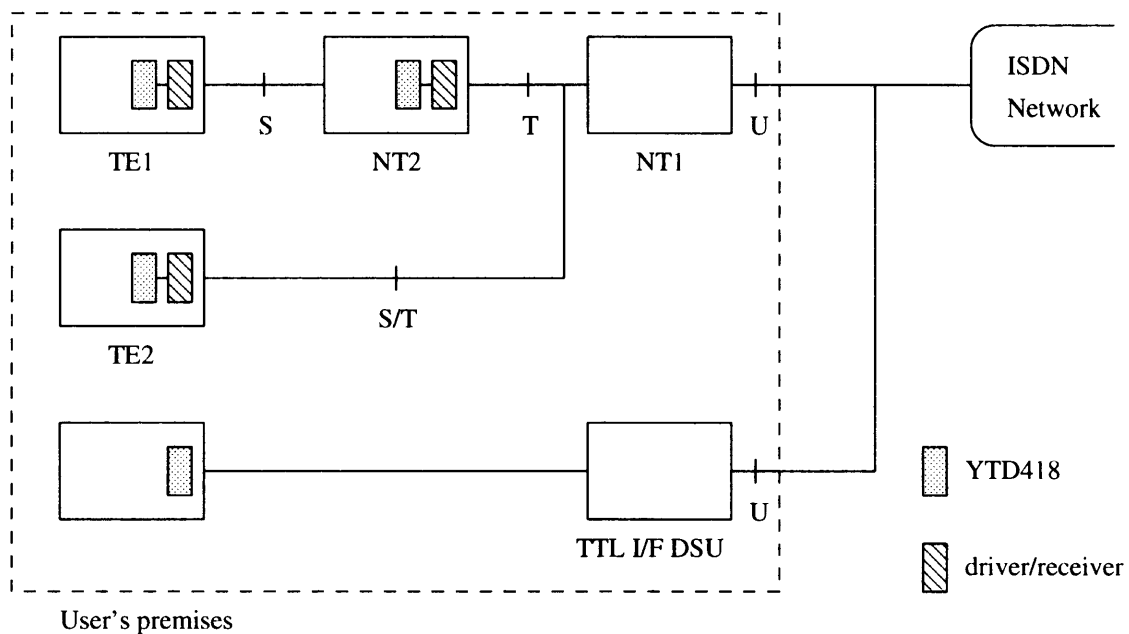 ISDN
Network
S
T
U
TE1
NT2
NT1
S/T
TE2
YTD418
U
TTL I/F DSU
driver/receiver
User's premises